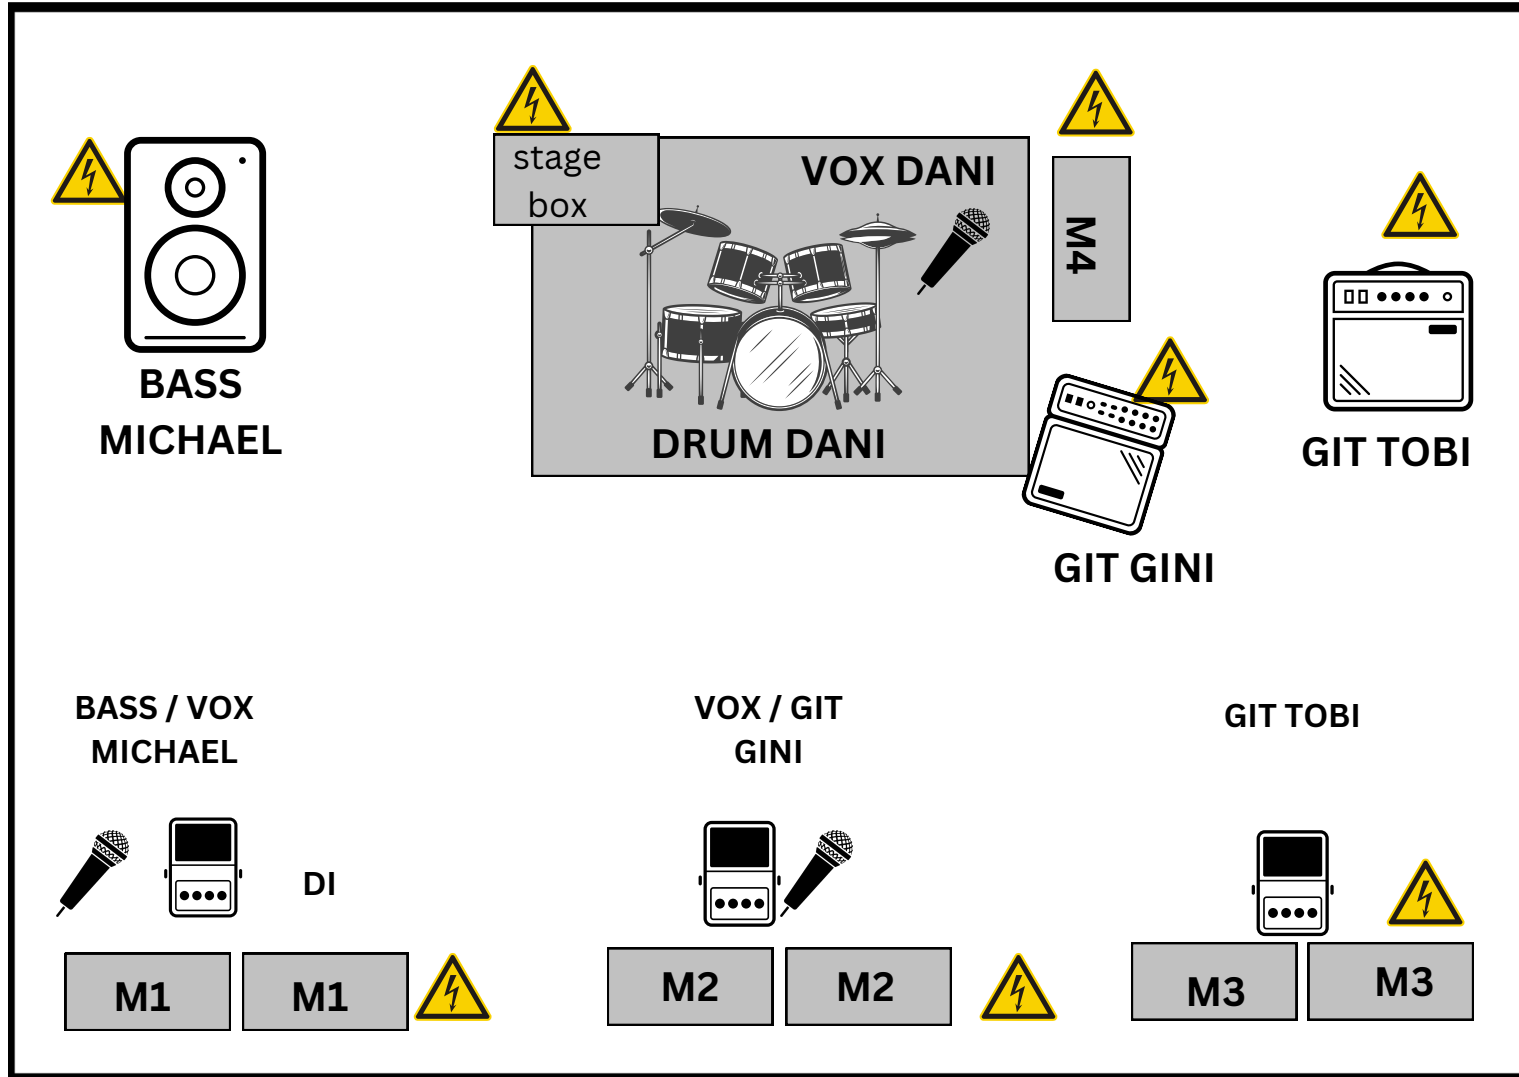 stage
box
VOX DANI
M4
BASS
MICHAEL
DRUM DANI
GIT TOBI
GIT GINI
BASS / VOX
MICHAEL
VOX / GIT
GINI
GIT TOBI
DI
M1
M1
M2
M2
M3
M3